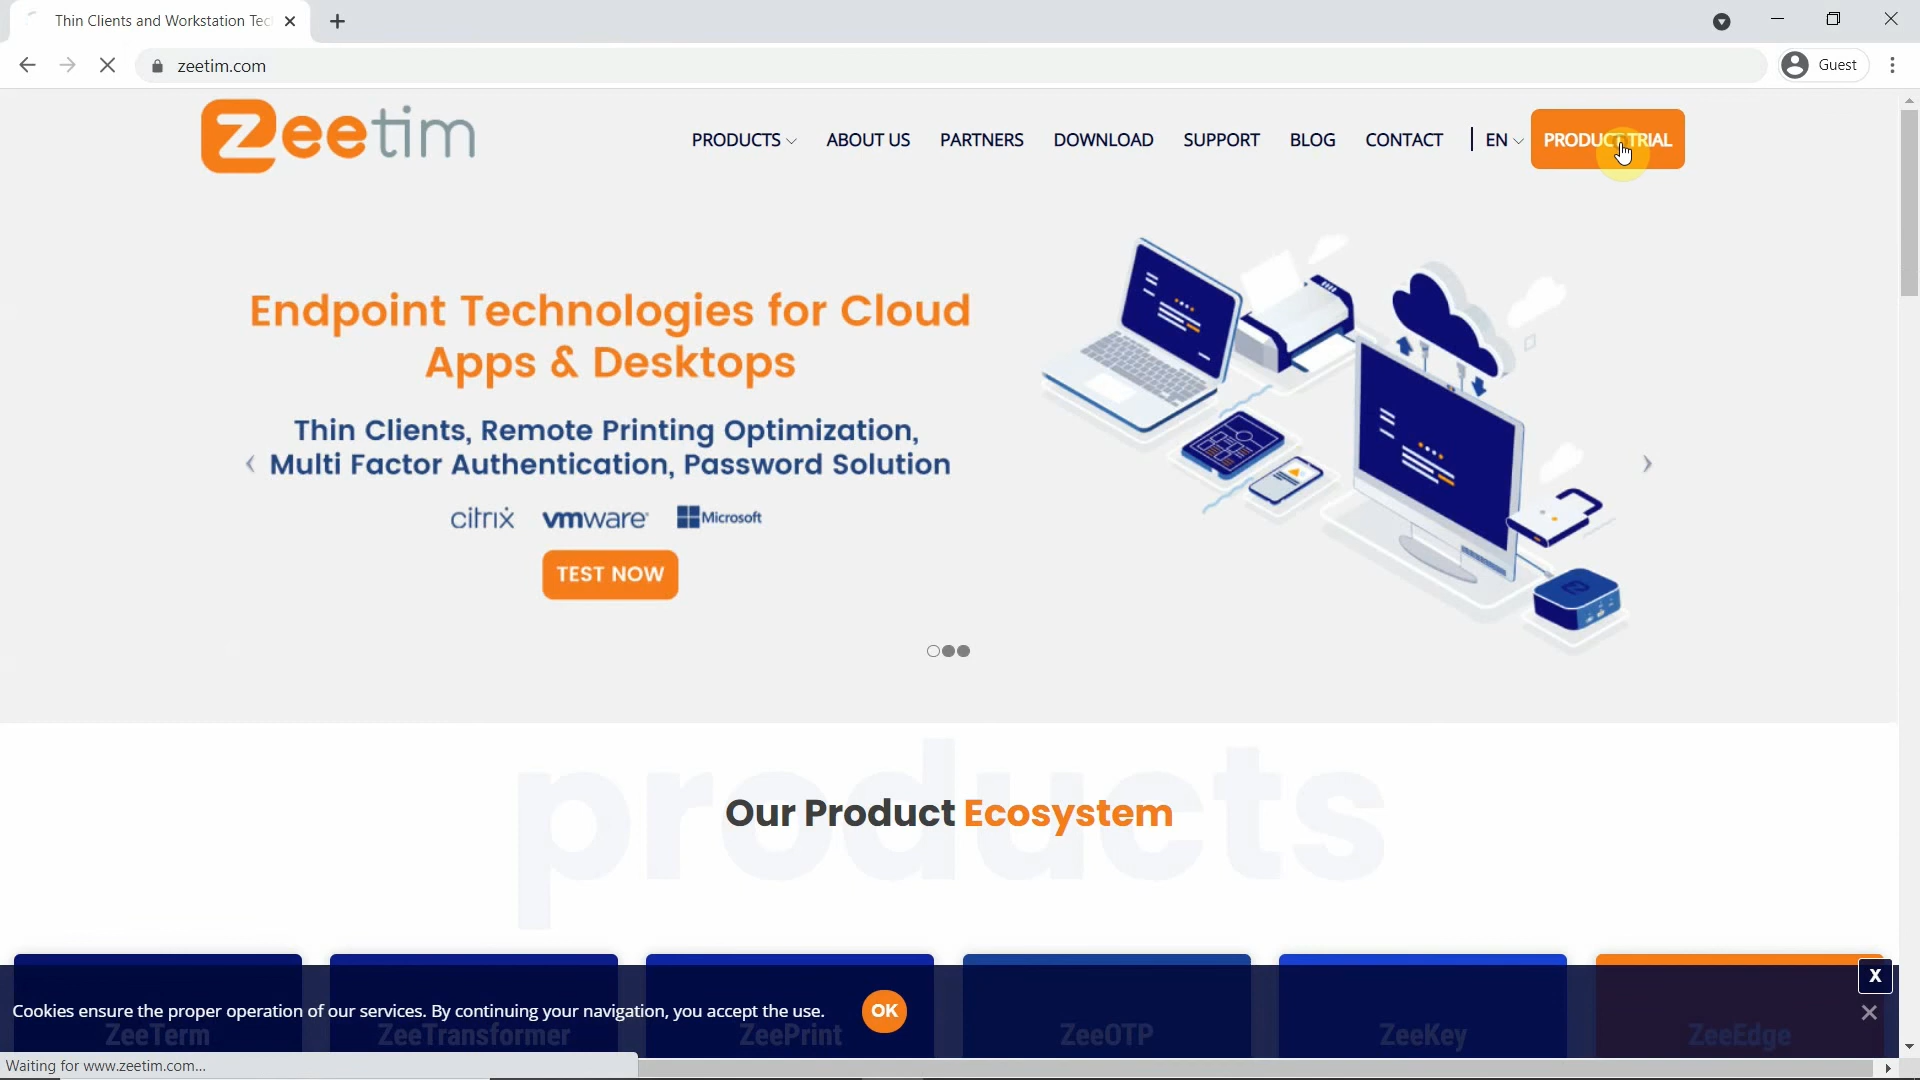 Thin Clients and Workstation Tec
zeetim.com
Guest
Zeetim
PRODUCTS
ABOUT US
PARTNERS
DOWNLOAD
SUPPORT
BLOG
CONTACT
EN
PRODUCT TRIAL
Endpoint Technologies for Cloud
Apps & Desktops
Thin Clients, Remote Printing Optimization,
Multi Factor Authentication, Password Solution
citrix vmware Microsoft
TEST NOW
products
Our Product Ecosystem
X
Cookies ensure the proper operation of our services. By continuing your navigation, you accept the use.
OK
ZeeTerm
ZeeTransformer
ZeePrint
ZeeOTP
ZeeKey
ZeeEdge
Waiting for www.zeetim.com...